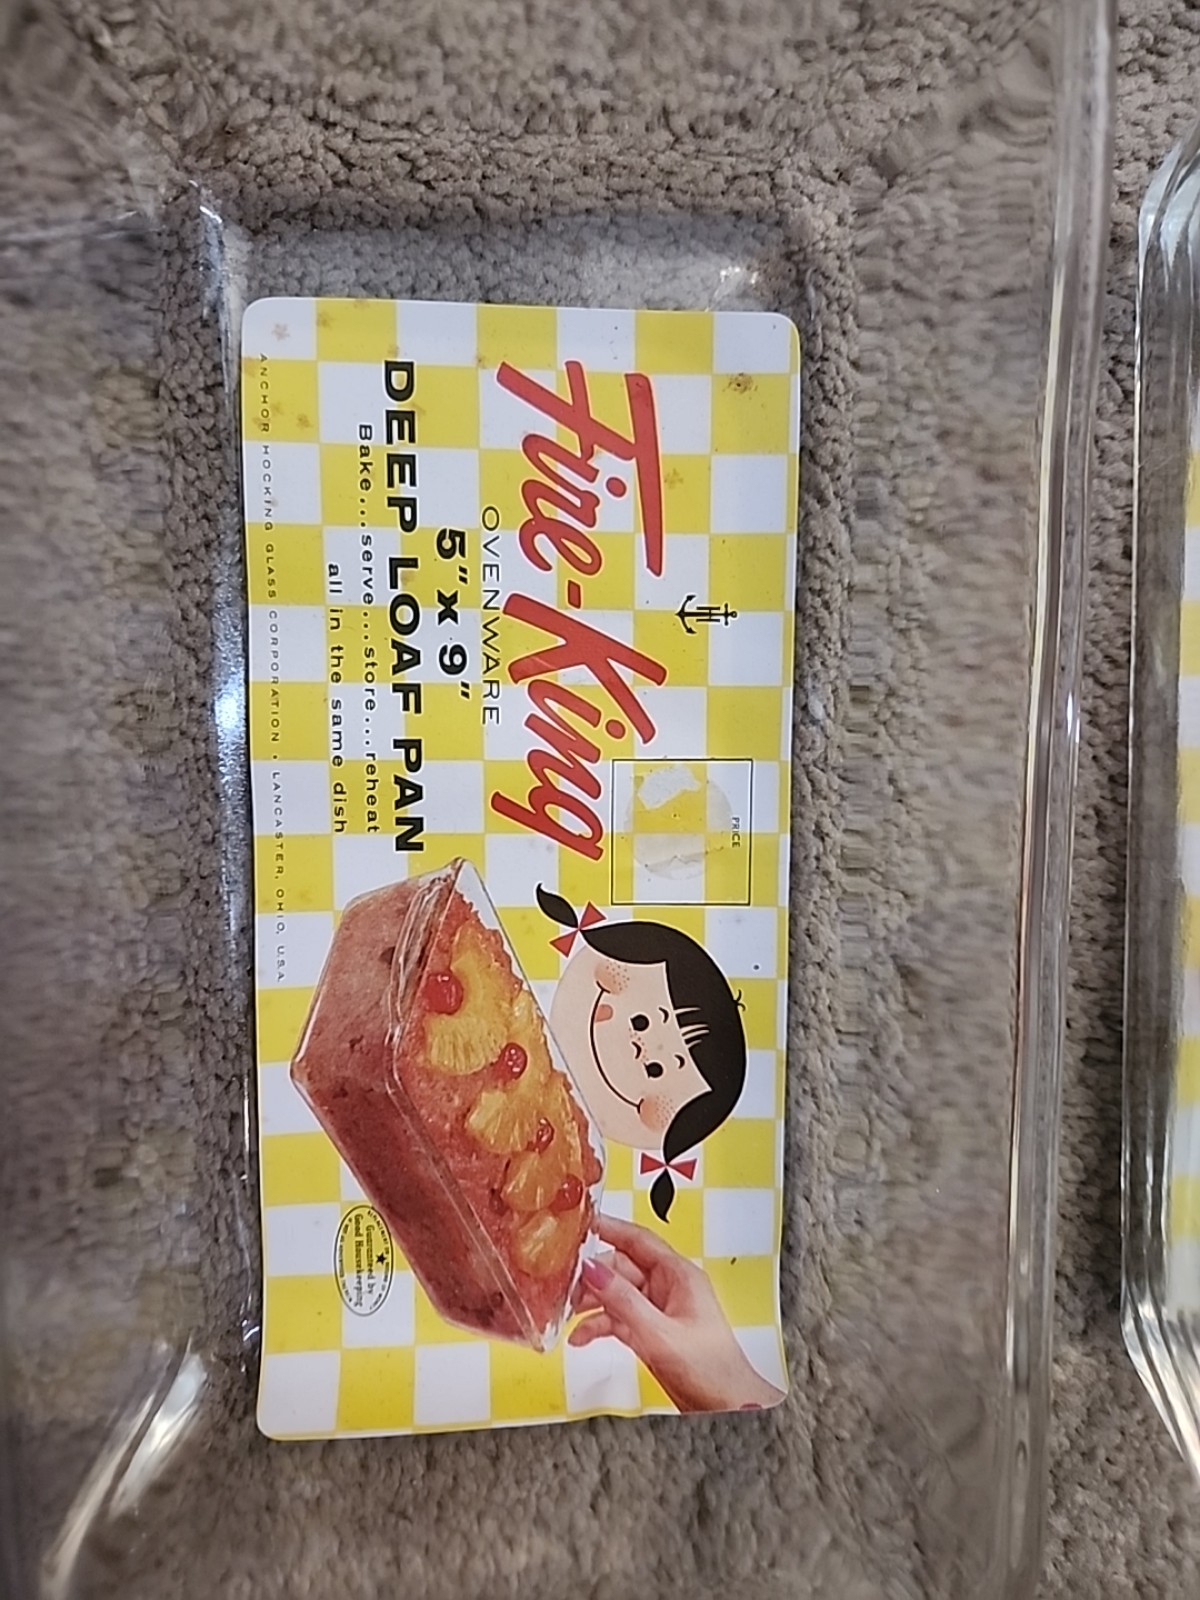 PRICE
Fire-King
OVENWARE
5" x 9"
DEEP LOAF PAN
Bake...serve...store...reheat
all in the same dish
Guaranteed by
Good Housekeeping
ANCHOR HOCKING GLASS CORPORATION • LANCASTER, OHIO, U.S.A.